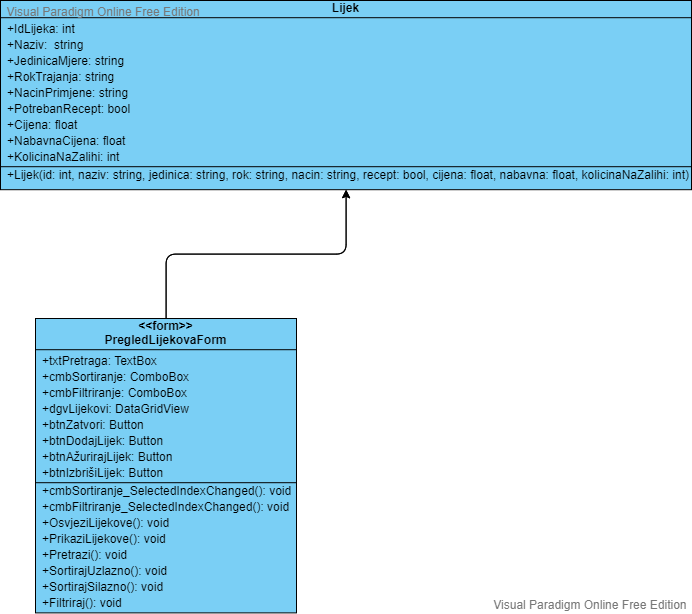 Visual Paradigm Online Free Edition
Lijek
+IdLijeka: int
+Naziv: string
+JedinicaMjere: string
+RokTrajanja: string
+NacinPrimjene: string
+PotrebanRecept: bool
+Cijena: float
+NabavnaCijena: float
+KolicinaNaZalihi: int
+Lijek(id: int, naziv: string, jedinica: string, rok: string, nacin: string, recept: bool, cijena: float, nabavna: float, kolicinaNaZalihi: int)
<<form>>
PregledLijekovaForm
+txtPretraga: TextBox
+cmbSortiranje: ComboBox
+cmbFiltriranje: ComboBox
+dgvLijekovi: DataGridView
+btnZatvori: Button
+btnDodajLijek: Button
+btnAžurirajLijek: Button
+btnIzbrišiLijek: Button
+cmbSortiranje_SelectedIndexChanged(): void
+cmbFiltriranje_SelectedIndexChanged(): void
+OsvjeziLijekove(): void
+PrikaziLijekove(): void
+Pretrazi(): void
+SortirajUzlazno(): void
+SortirajSilazno(): void
+Filtriraj(): void
Visual Paradigm Online Free Edition